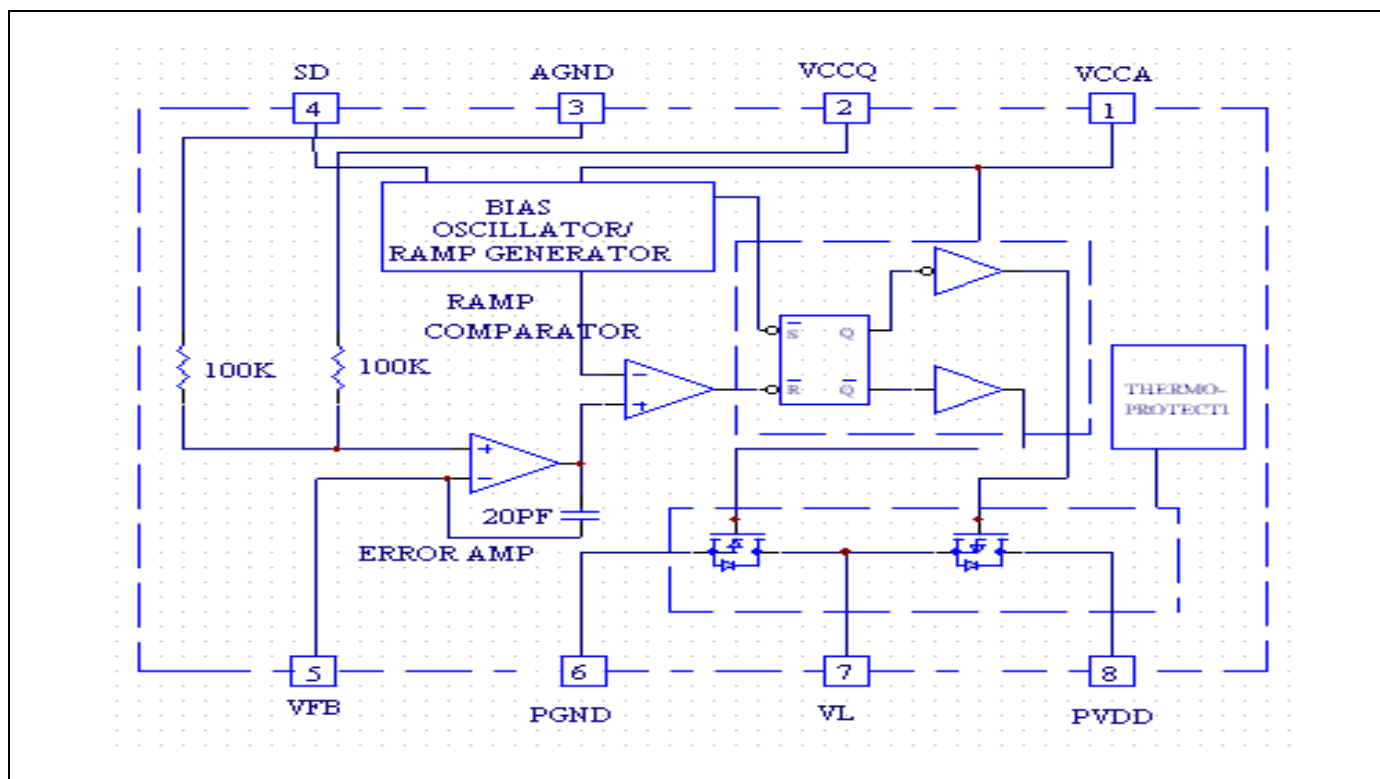 SD
AGND
VCCQ
VCCA
4
3
2
1
BIAS
OSCILLATOR/
RAMP GENERATOR
RAMP
COMPARATOR
S
Q
R
Q
100K
100K
THERMO-
PROTECTI
+
−
−
+
20PF
ERROR AMP
5
6
7
8
VFB
PGND
VL
PVDD